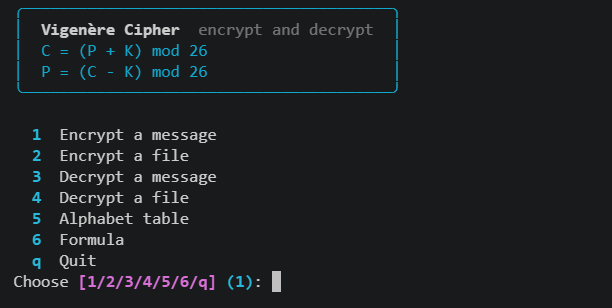 Vigenère Cipher  encrypt and decrypt
C = (P + K) mod 26
P = (C - K) mod 26
1  Encrypt a message
2  Encrypt a file
3  Decrypt a message
4  Decrypt a file
5  Alphabet table
6  Formula
q  Quit
Choose [1/2/3/4/5/6/q] (1):